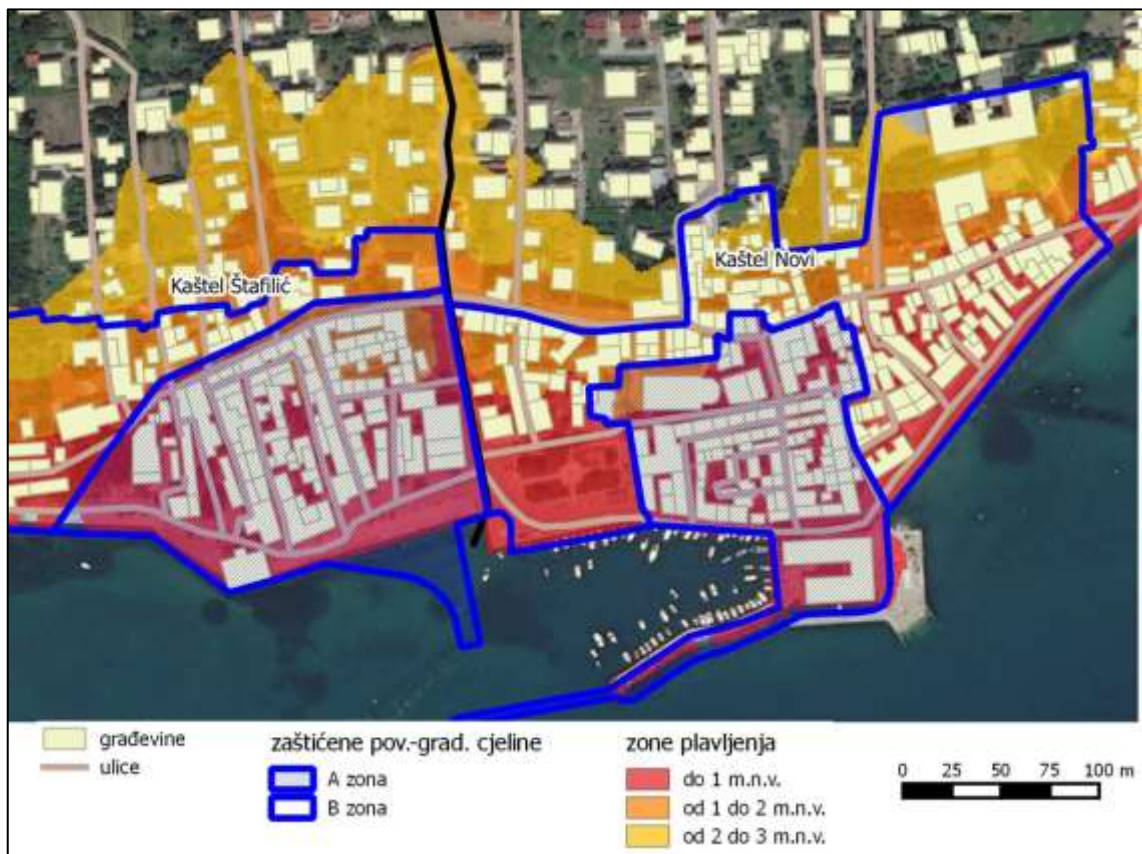 Kaštel Štafilić
Kaštel Novi
građevine
ulice
zaštićene pov.-grad. cjeline
A zona
B zona
zone plavljenja
do 1 m.n.v.
od 1 do 2 m.n.v.
od 2 do 3 m.n.v.
0 25 50 75 100 m